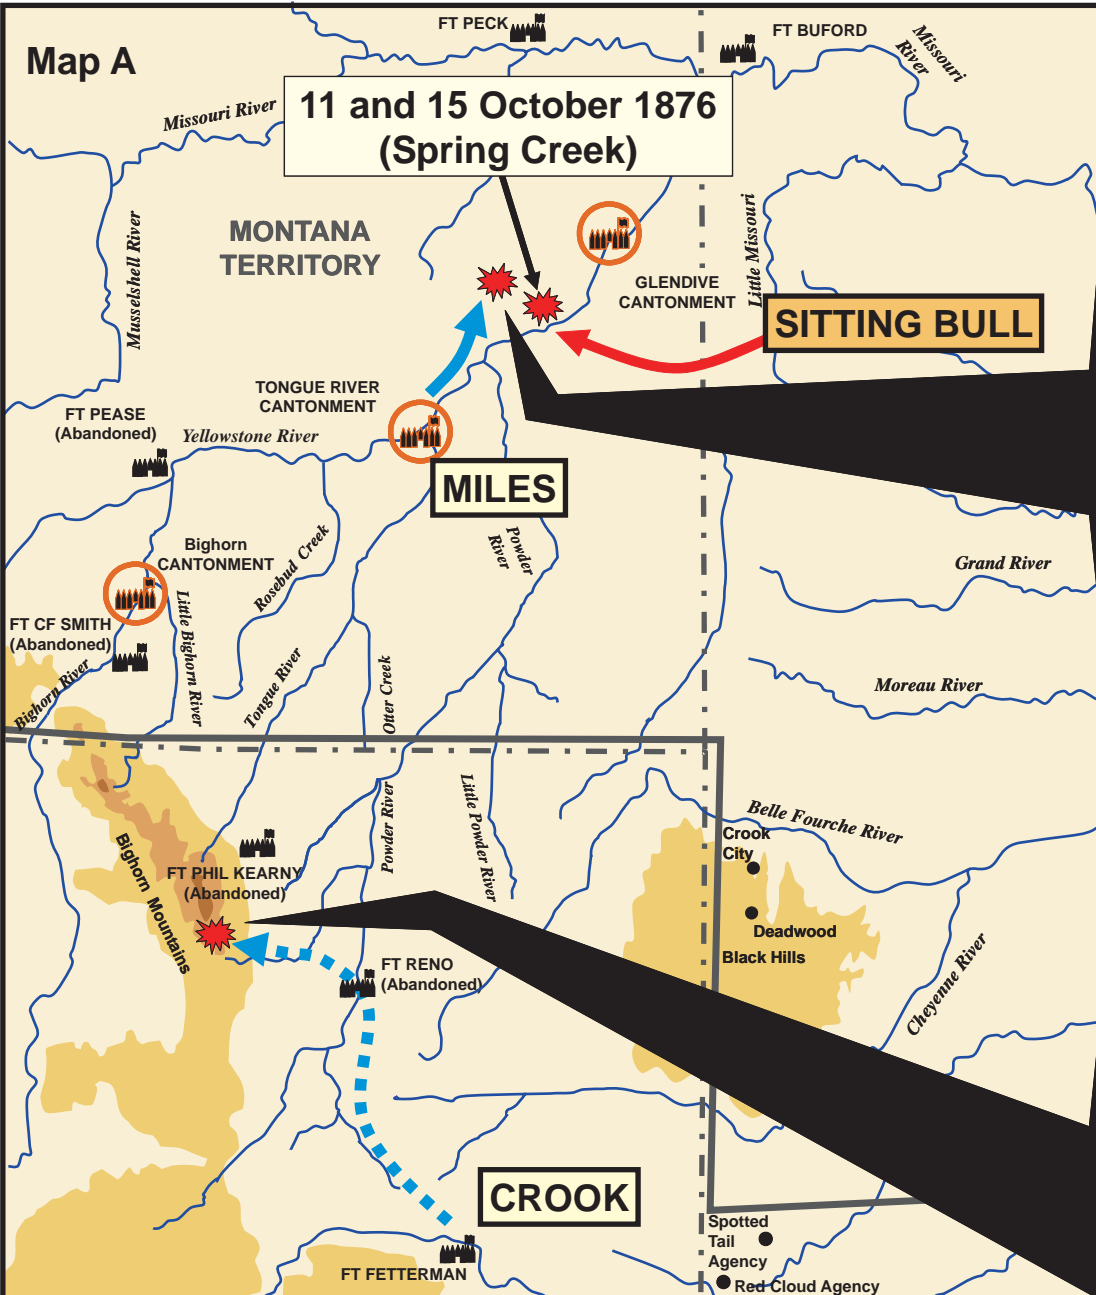 FT PECK
FT BUFORD
Missouri
River
Map A
Missouri River
11 and 15 October 1876
(Spring Creek)
Musselshell River
MONTANA
TERRITORY
Little Missouri
GLENDIVE
CANTONMENT
SITTING BULL
TONGUE RIVER
CANTONMENT
FT PEASE
(Abandoned)
Yellowstone River
MILES
Powder
River
Bighorn
CANTONMENT
Rosebud Creek
Grand River
FT CF SMITH
(Abandoned)
Little Bighorn River
Bighorn River
Tongue River
Otter Creek
Moreau River
Powder River
Little Powder River
Belle Fourche River
Crook
City
Bighorn Mountains
FT PHIL KEARNY
(Abandoned)
Deadwood
Black Hills
FT RENO
(Abandoned)
Cheyenne River
CROOK
Spotted
Tail
Agency
FT FETTERMAN
Red Cloud Agency